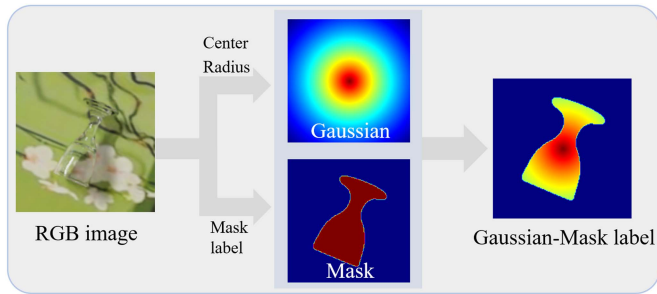 RGB image
Center
Radius
Mask
label
Gaussian
Mask
Gaussian-Mask label